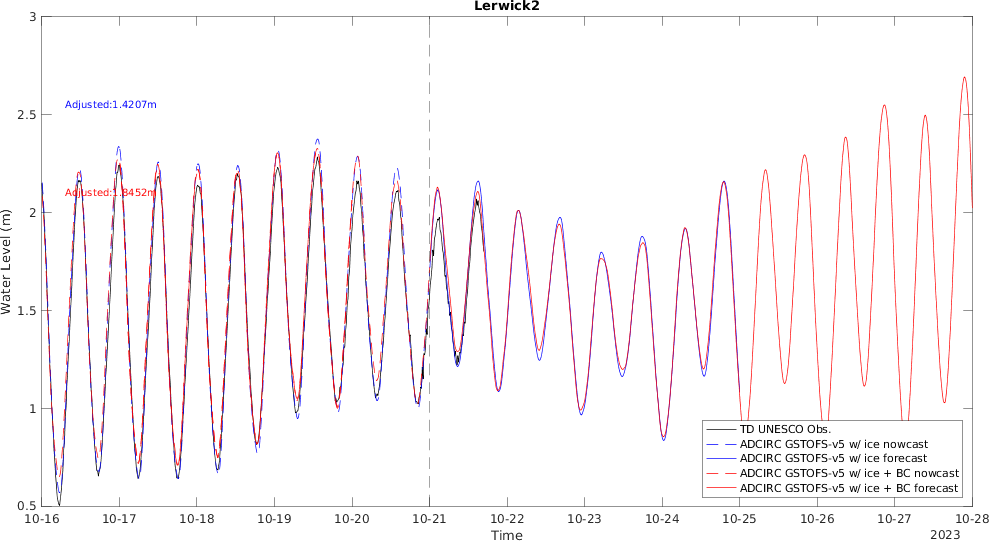 Lerwick2
3
2.5
2
1.5
1
0.5
Water Level (m)
Adjusted:1.4207m
Adjusted:1.8452m
TD UNESCO Obs.
ADCIRC GSTOFS-v5 w/ ice nowcast
ADCIRC GSTOFS-v5 w/ ice forecast
ADCIRC GSTOFS-v5 w/ ice + BC nowcast
ADCIRC GSTOFS-v5 w/ ice + BC forecast
10-16 10-17 10-18 10-19 10-20 10-21 10-22 10-23 10-24 10-25 10-26 10-27 10-28
Time
2023